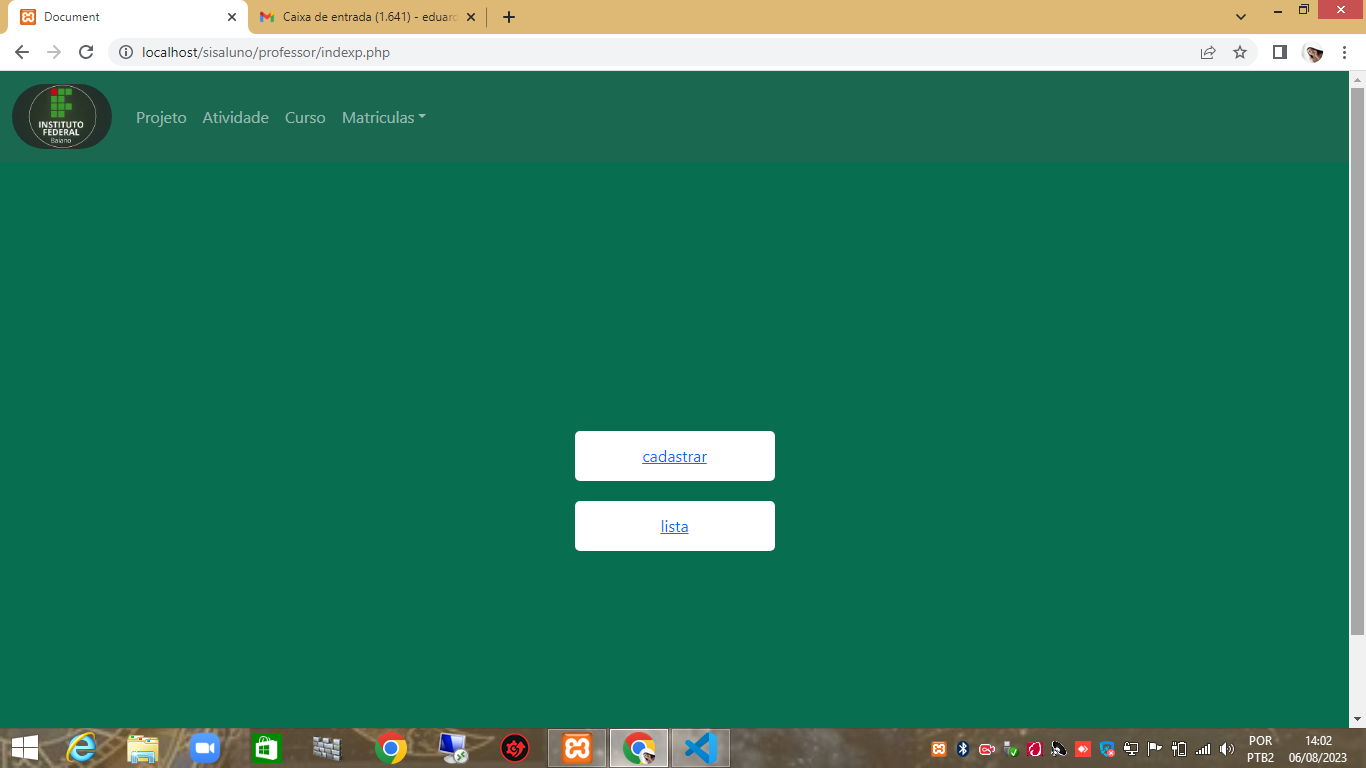 Document
Caixa de entrada (1.641) - eduard
localhost/sisaluno/professor/indexp.php
INSTITUTO
FEDERAL
Baiano
Projeto
Atividade
Curso
Matriculas
cadastrar
lista
POR
PTB2
14:02
06/08/2023